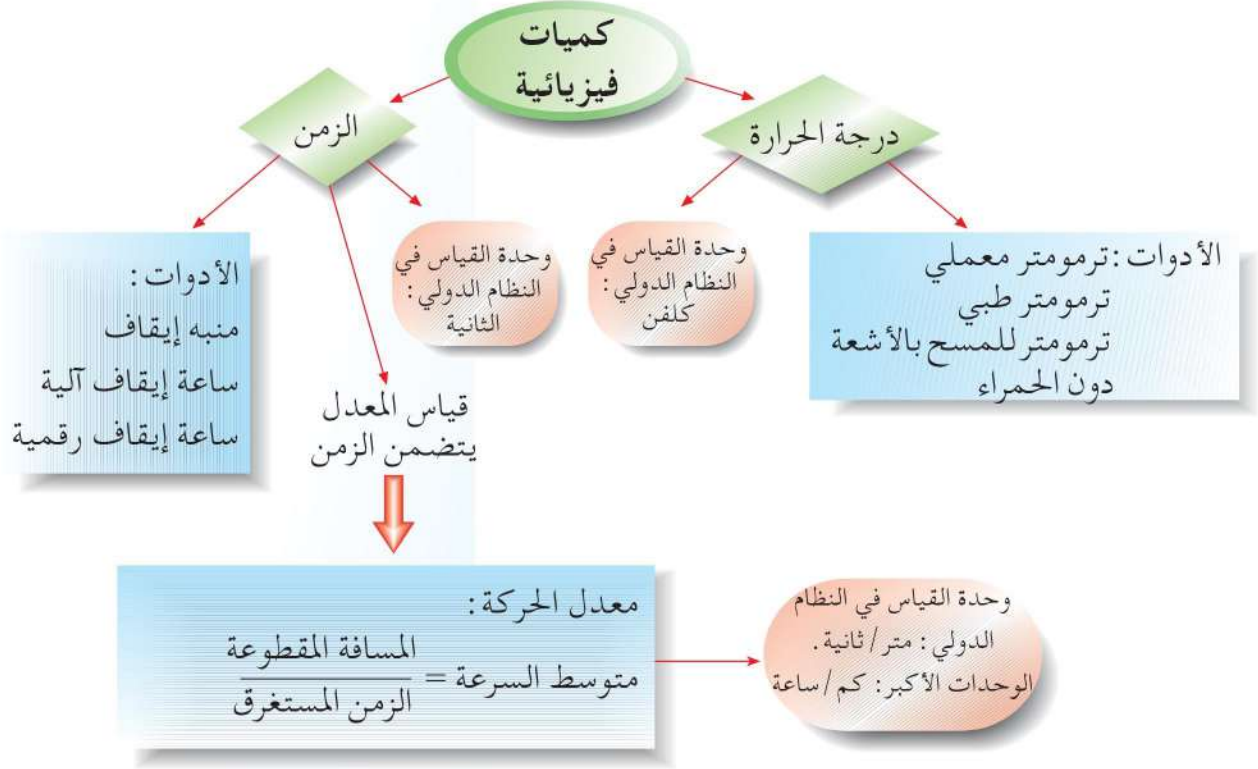 كميات
فيزيائية
درجة الحرارة
الزمن
الأدوات: ترمومتر معملي
ترمومتر طبي
ترمومتر للمسح بالأشعة
دون الحمراء
وحدة القياس في
النظام الدولي:
كلفن
وحدة القياس في
النظام الدولي:
الثانية
الأدوات:
منبه إيقاف
ساعة إيقاف آلية
ساعة إيقاف رقمية
قياس المعدل
يتضمن الزمن
معدل الحركة:
متوسط السرعة = المسافة المقطوعة
الزمن المستغرق
وحدة القياس في النظام
الدولي: متر/ثانية.
الوحدات الأكبر: كم/ساعة